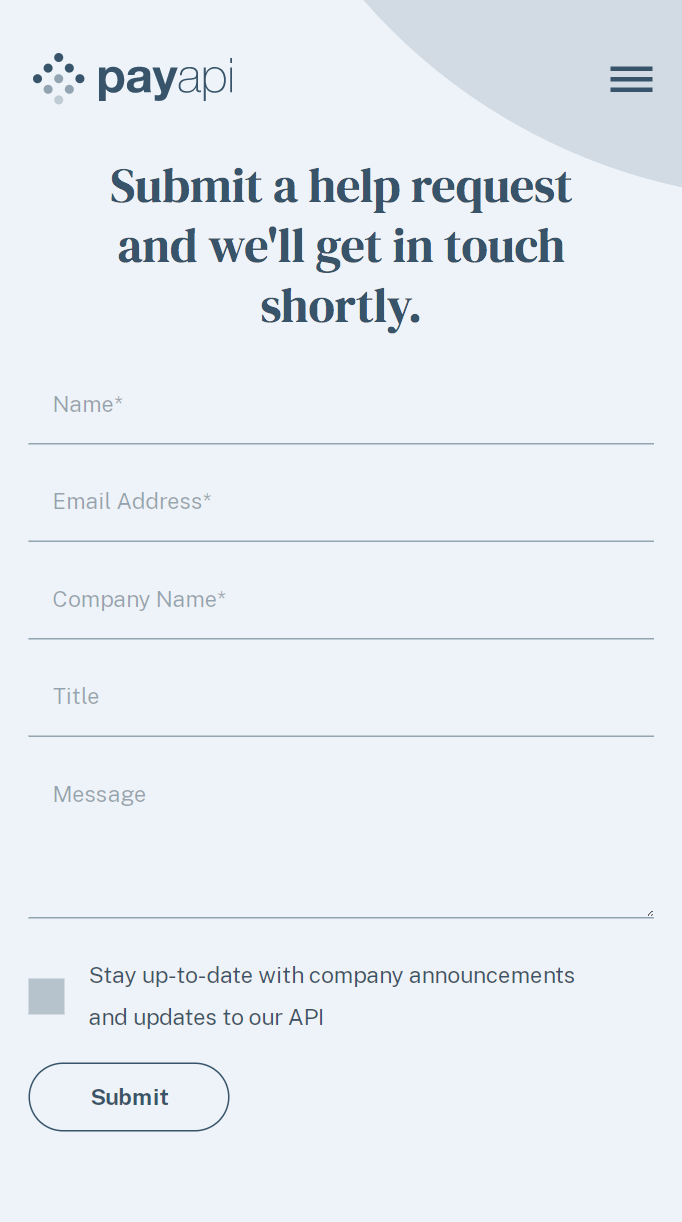 payapi
Submit a help request
and we'll get in touch
shortly.
Name*
Email Address*
Company Name*
Title
Message
Stay up-to-date with company announcements
and updates to our API
Submit